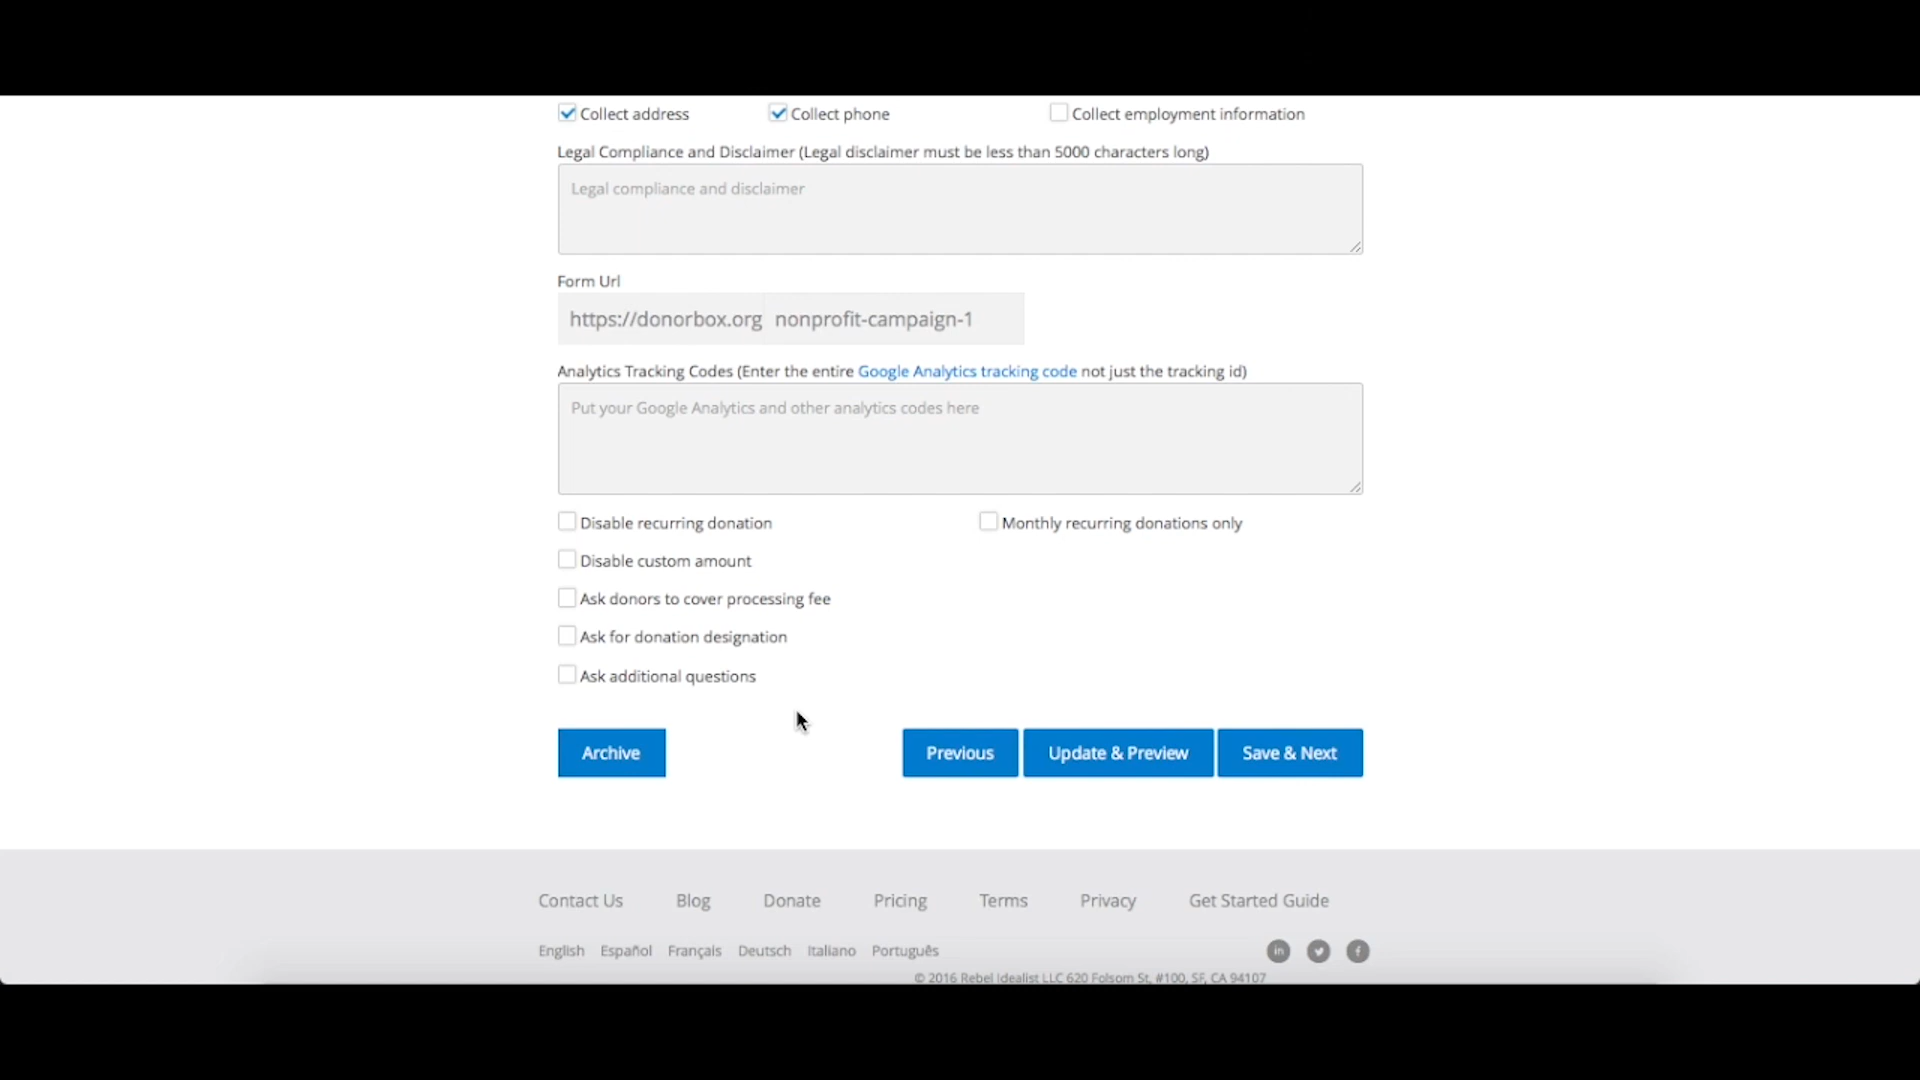 Collect address Collect phone Collect employment information
Legal Compliance and Disclaimer (Legal disclaimer must be less than 5000 characters long)
Legal compliance and disclaimer
Form Url
https://donorbox.org nonprofit-campaign-1
Analytics Tracking Codes (Enter the entire Google Analytics tracking code not just the tracking id)
Put your Google Analytics and other analytics codes here
Disable recurring donation Monthly recurring donations only
Disable custom amount
Ask donors to cover processing fee
Ask for donation designation
Ask additional questions
Archive Previous Update & Preview Save & Next
Contact Us Blog Donate Pricing Terms Privacy Get Started Guide
English Español Français Deutsch Italiano Português in f
© 2016 Rebel Idealist LLC 620 Folsom St, #100, SF, CA 94107